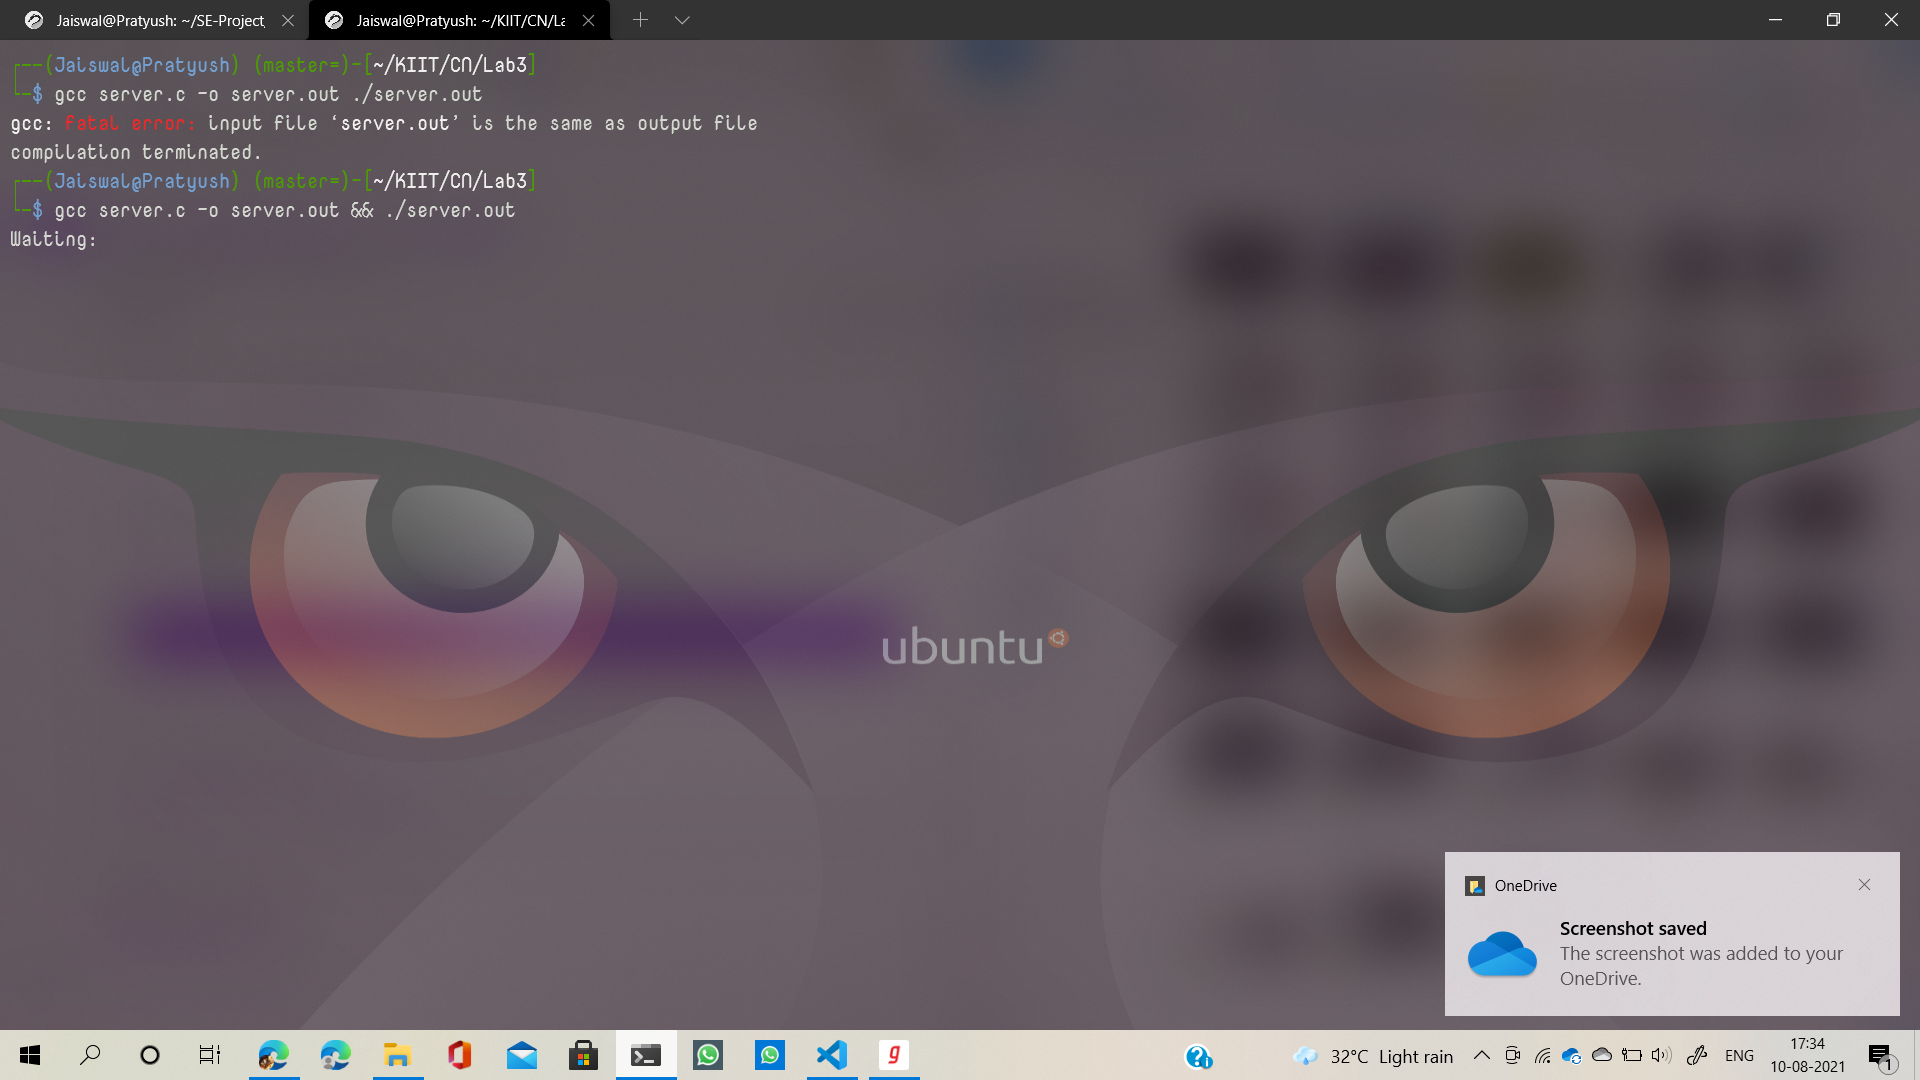 Jaiswal@Pratyush: ~/SE-Project,
Jaiswal@Pratyush: ~/KIIT/CN/La
┌──(Jaiswal@Pratyush) (master=)-[~/KIIT/CN/Lab3]
└─$ gcc server.c -o server.out ./server.out
gcc: fatal error: input file ‘server.out’ is the same as output file
compilation terminated.
┌──(Jaiswal@Pratyush) (master=)-[~/KIIT/CN/Lab3]
└─$ gcc server.c -o server.out && ./server.out
Waiting:
ubuntu
OneDrive
Screenshot saved
The screenshot was added to your
OneDrive.
32°C Light rain
ENG
17:34
10-08-2021
1